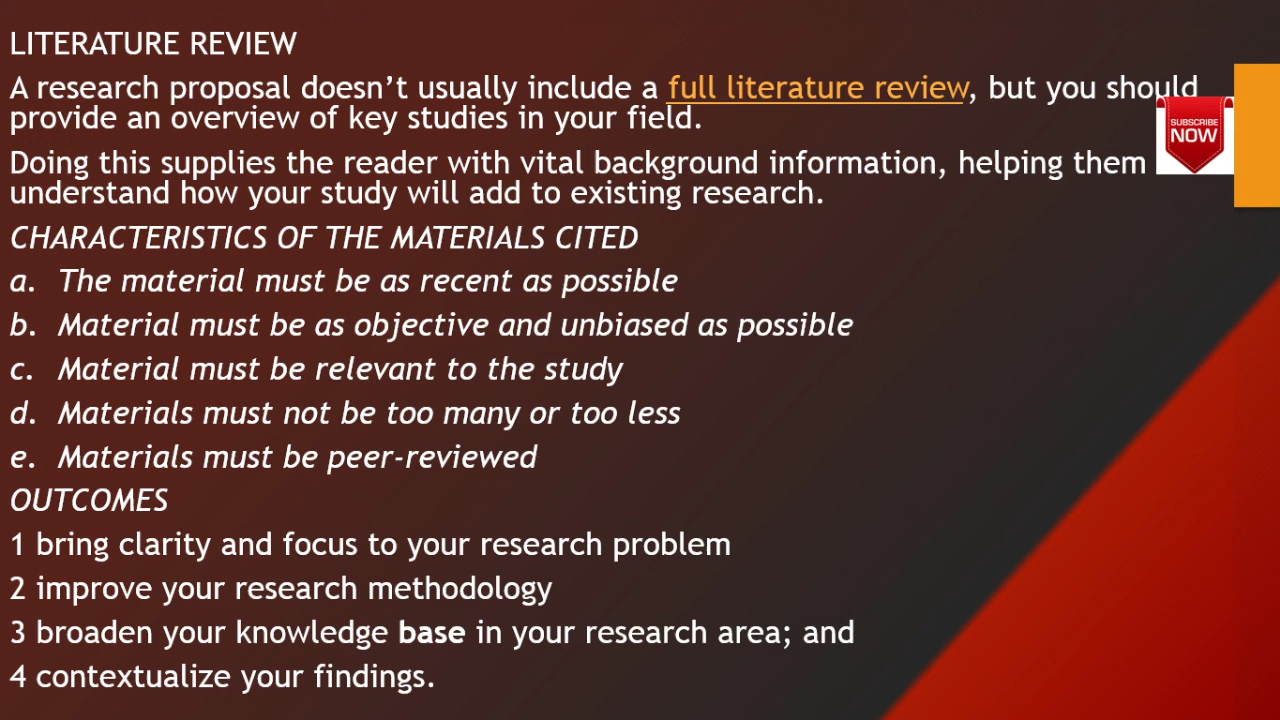 LITERATURE REVIEW
A research proposal doesn’t usually include a full literature review, but you should
provide an overview of key studies in your field.
SUBSCRIBE
NOW
Doing this supplies the reader with vital background information, helping them
understand how your study will add to existing research.
CHARACTERISTICS OF THE MATERIALS CITED
a. The material must be as recent as possible
b. Material must be as objective and unbiased as possible
c. Material must be relevant to the study
d. Materials must not be too many or too less
e. Materials must be peer-reviewed
OUTCOMES
1 bring clarity and focus to your research problem
2 improve your research methodology
3 broaden your knowledge base in your research area; and
4 contextualize your findings.